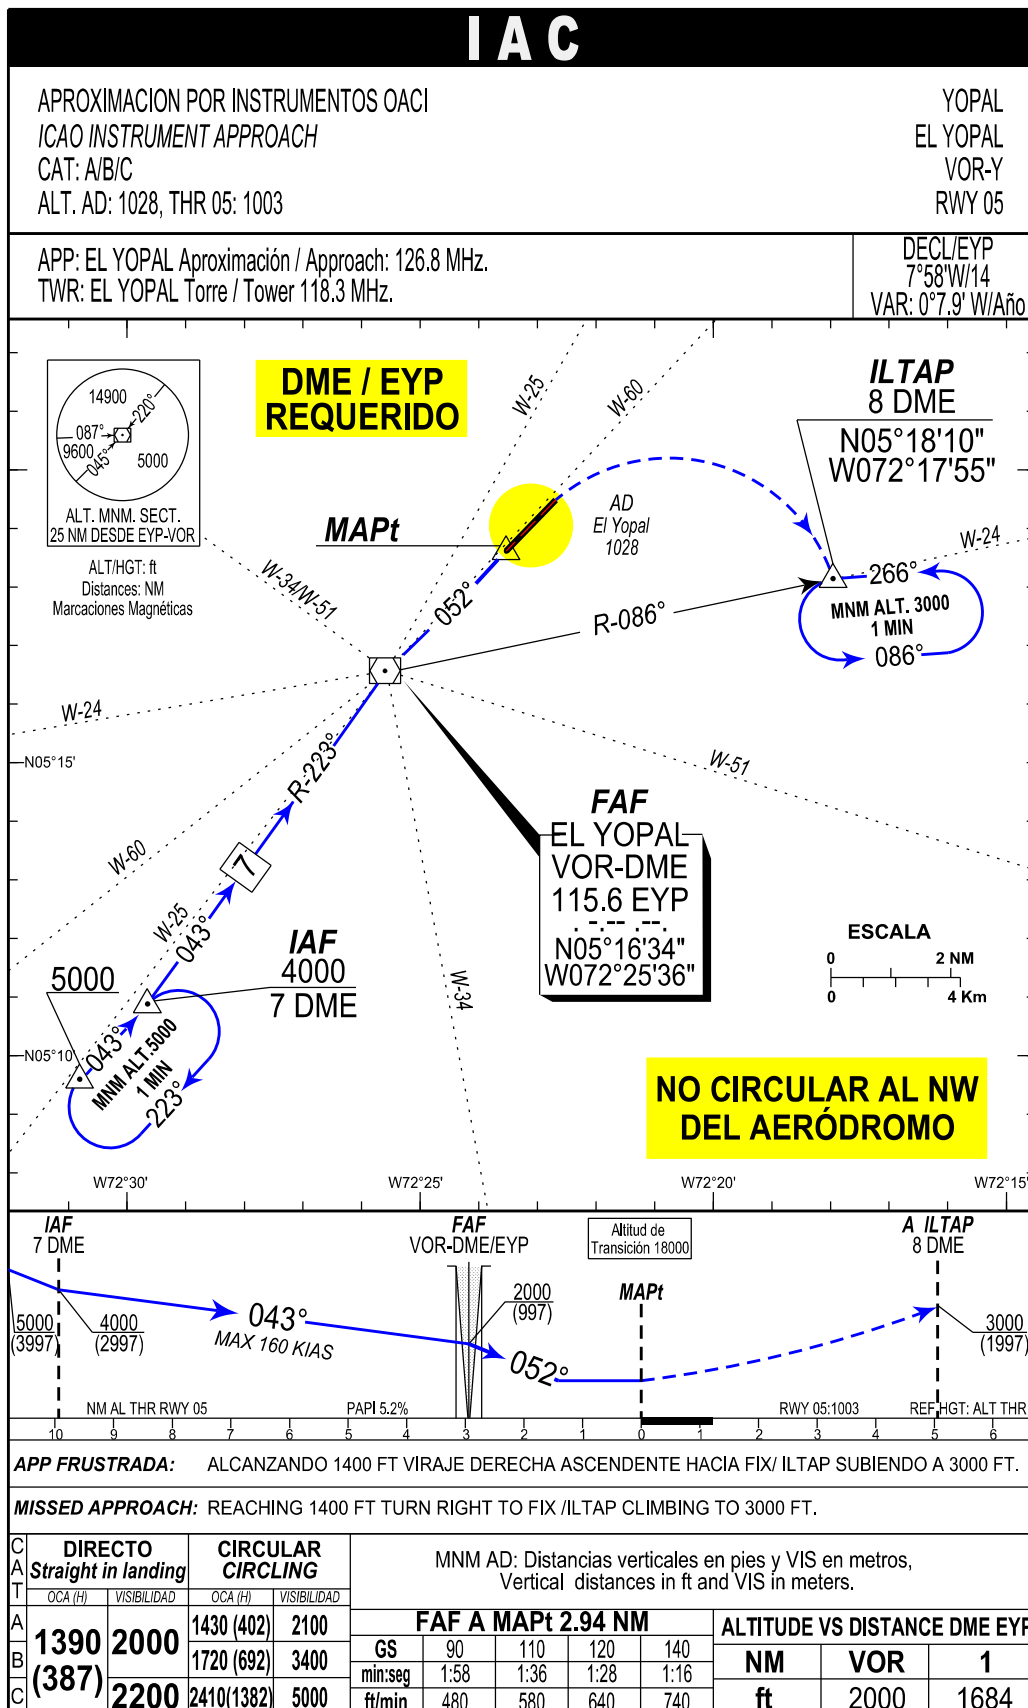 IAC
APROXIMACION POR INSTRUMENTOS OACI
ICAO INSTRUMENT APPROACH
CAT: A/B/C
ALT. AD: 1028, THR 05: 1003
YOPAL
EL YOPAL
VOR-Y
RWY 05
APP: EL YOPAL Aproximación / Approach: 126.8 MHz.
TWR: EL YOPAL Torre / Tower 118.3 MHz.
DECL/EYP
7°58'W/14
VAR: 0°7.9' W/Año
14900
220°
087°
9600
045°
5000
ALT. MNM. SECT.
25 NM DESDE EYP-VOR
ALT/HGT: ft
Distances: NM
Marcaciones Magnéticas
DME / EYP
REQUERIDO
W-25
W-60
ILTAP
8 DME
N05°18'10"
W072°17'55"
MAPt
AD
El Yopal
1028
W-24
W-34/W-51
052°
R-086°
266°
MNM ALT. 3000
1 MIN
086°
W-24
N05°15'
R-223°
W-51
W-60
7
FAF
EL YOPAL
VOR-DME
115.6 EYP
. -.-- .--.
N05°16'34"
W072°25'36"
W-25
043°
IAF
4000
7 DME
5000
W-34
ESCALA
0 2 NM
0 4 Km
N05°10'
043°
MNM ALT.5000
1 MIN
223°
NO CIRCULAR AL NW
DEL AERÓDROMO
W72°30' W72°25' W72°20' W72°15'
IAF
7 DME
FAF
VOR-DME/EYP
Altitud de
Transición 18000
A ILTAP
8 DME
MAPt
5000
(3997)
4000
(2997)
043°
MAX 160 KIAS
2000
(997)
052°
3000
(1997)
NM AL THR RWY 05
PAPI 5.2%
RWY 05:1003
REF HGT: ALT THR
10 9 8 7 6 5 4 3 2 1 0 1 2 3 4 5 6
APP FRUSTRADA: ALCANZANDO 1400 FT VIRAJE DERECHA ASCENDENTE HACIA FIX/ ILTAP SUBIENDO A 3000 FT.
MISSED APPROACH: REACHING 1400 FT TURN RIGHT TO FIX /ILTAP CLIMBING TO 3000 FT.
CAT
DIRECTO
Straight in landing
CIRCULAR
CIRCLING
OCA (H) VISIBILIDAD OCA (H) VISIBILIDAD
MNM AD: Distancias verticales en pies y VIS en metros,
Vertical distances in ft and VIS in meters.
A 1390 (387) 2000 1430 (402) 2100
B 1720 (692) 3400
C 2200 2410(1382) 5000
FAF A MAPt 2.94 NM
GS 90 110 120 140
min:seg 1:58 1:36 1:28 1:16
ft/min 480 580 640 740
ALTITUDE VS DISTANCE DME EYP
NM VOR 1
ft 2000 1684